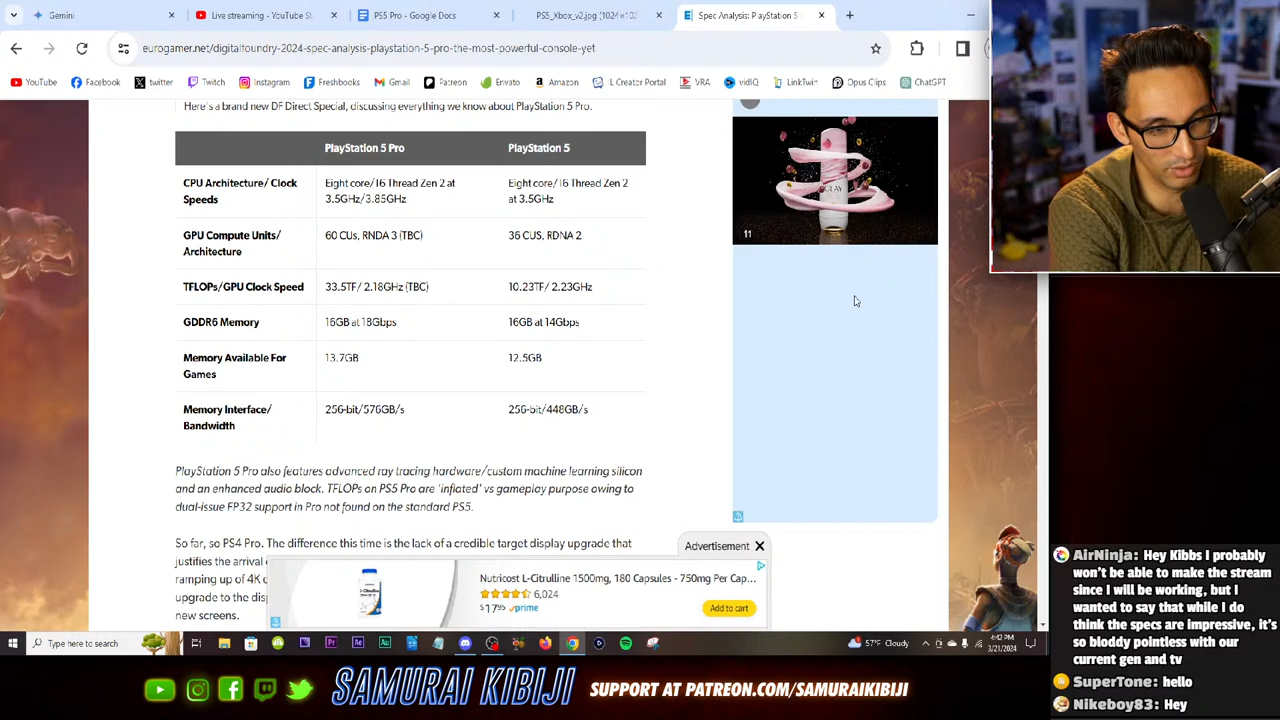 Gemini
Live streaming - YouTube St
PS5 Pro - Google Docs
PS5_Xbox_v2.jpg (1024×102
Spec Analysis: PlayStation 5
eurogamer.net/digitalfoundry-2024-spec-analysis-playstation-5-pro-the-most-powerful-console-yet
YouTube
Facebook
twitter
Twitch
Instagram
Freshbooks
Gmail
Patreon
Envato
Amazon
L Creator Portal
VRA
vidIQ
LinkTwin
Opus Clips
ChatGPT
Here's a brand new DF Direct Special, discussing everything we know about PlayStation 5 Pro.
PlayStation 5 Pro
PlayStation 5
CPU Architecture/ Clock
Speeds
Eight core/16 Thread Zen 2 at
3.5GHz/3.85GHz
Eight core/16 Thread Zen 2
at 3.5GHz
GPU Compute Units/
Architecture
60 CUs, RNDA 3 (TBC)
36 CUs, RDNA 2
TFLOPs/GPU Clock Speed
33.5TF/ 2.18GHz (TBC)
10.23TF/ 2.23GHz
GDDR6 Memory
16GB at 18Gbps
16GB at 14Gbps
Memory Available For
Games
13.7GB
12.5GB
Memory Interface/
Bandwidth
256-bit/576GB/s
256-bit/448GB/s
PlayStation 5 Pro also features advanced ray tracing hardware/custom machine learning silicon
and an enhanced audio block. TFLOPs on PS5 Pro are 'inflated' vs gameplay purpose owing to
dual-issue FP32 support in Pro not found on the standard PS5.
So far, so PS4 Pro. The difference this time is the lack of a credible target display upgrade that
justifies the arrival
ramping up of 4K
upgrade to the dis
new screens.
11
Advertisement
Nutricost L-Citrulline 1500mg, 180 Capsules - 750mg Per Cap...
6,024
$17.95 prime
Add to cart
Type here to search
57°F Cloudy
4:42 PM
3/21/2024
AirNinja: Hey Kibbs I probably
won't be able to make the stream
since I will be working, but I
wanted to say that while I do
think the specs are impressive, it's
so bloddy pointless with our
current gen and tv
SuperTone: hello
Nikeboy83: Hey
SAMURAI KIBIJI
SUPPORT AT PATREON.COM/SAMURAIKIBIJI